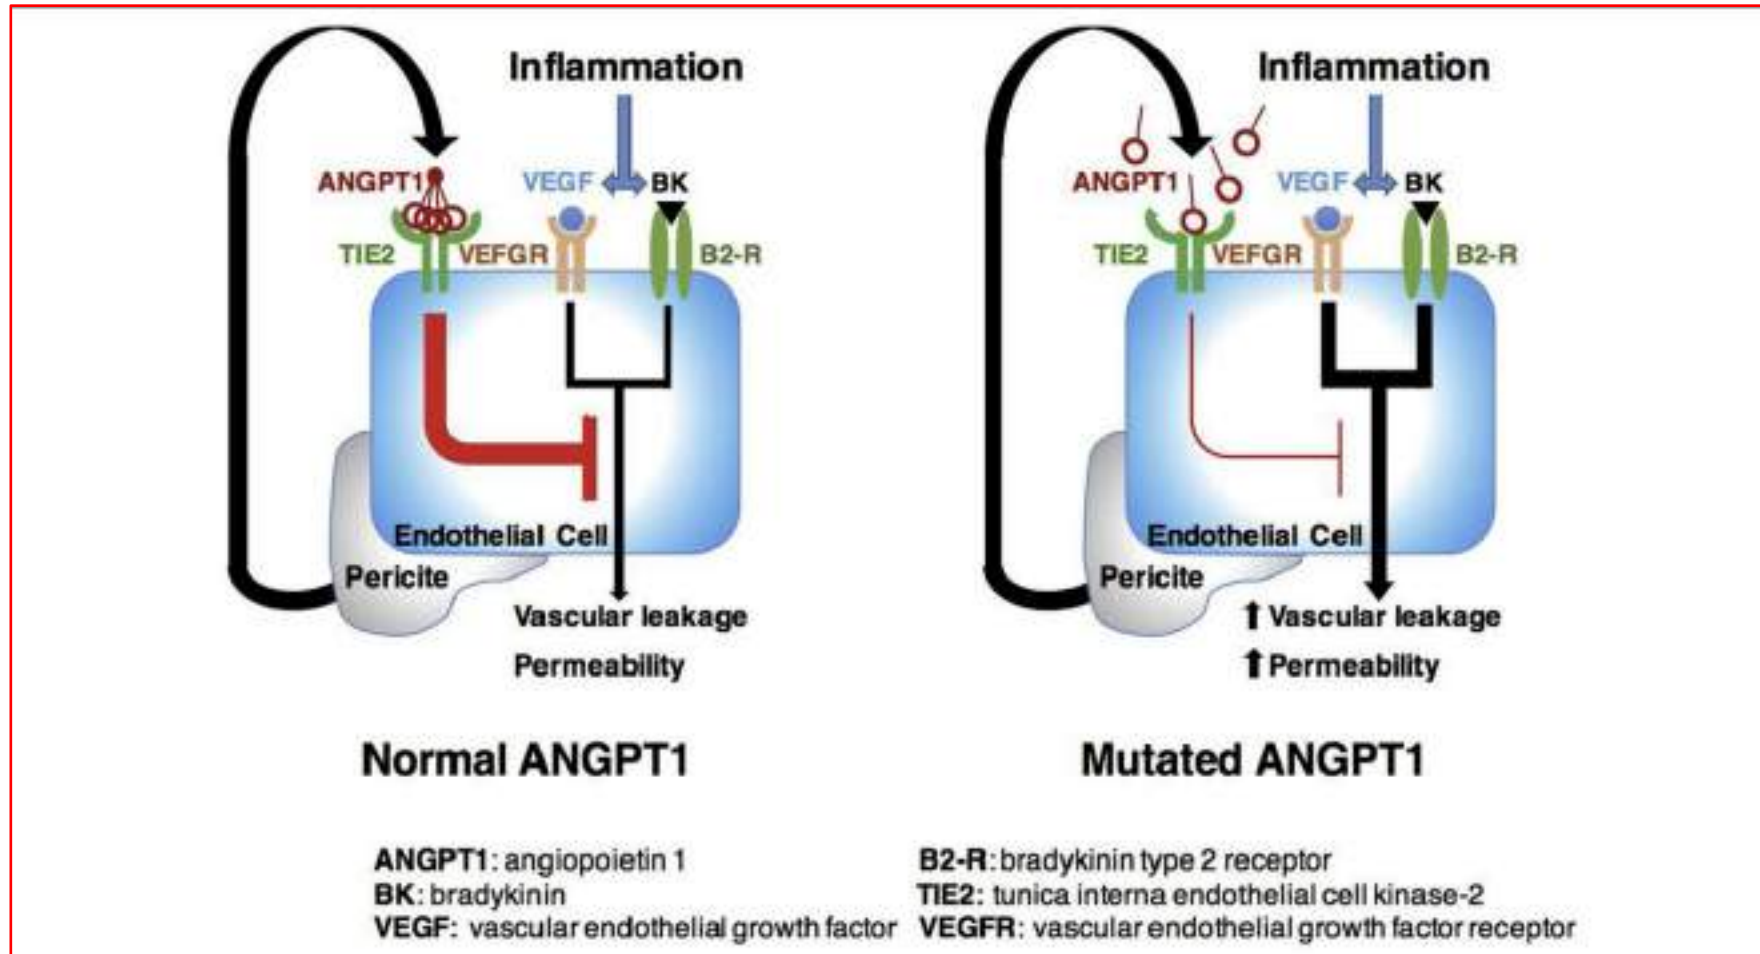 Inflammation
ANGPT1
VEGF
BK
TIE2
VEFGR
B2-R
Endothelial Cell
Pericite
Vascular leakage
Permeability
Normal ANGPT1
Inflammation
ANGPT1
VEGF
BK
TIE2
VEFGR
B2-R
Endothelial Cell
Pericite
Vascular leakage
Permeability
Mutated ANGPT1
ANGPT1: angiopoietin 1
BK: bradykinin
VEGF: vascular endothelial growth factor
B2-R: bradykinin type 2 receptor
TIE2: tunica interna endothelial cell kinase-2
VEGFR: vascular endothelial growth factor receptor